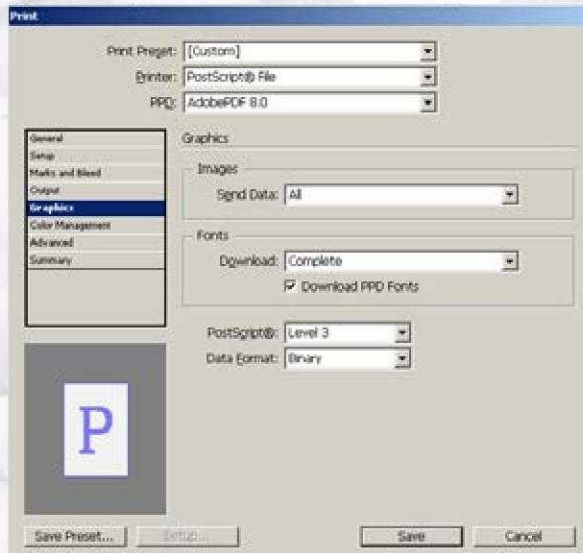 Print
Print Preset: [Custom]
Printer: PostScript® File
PPD: AdobePDF 8.0
General
Setup
Marks and Bleed
Output
Graphics
Color Management
Advanced
Summary
Graphics
Images
Send Data: All
Fonts
Download: Complete
Download PPD Fonts
PostScript®: Level 3
Data Format: Binary
P
Save Preset...
Setup...
Save
Cancel